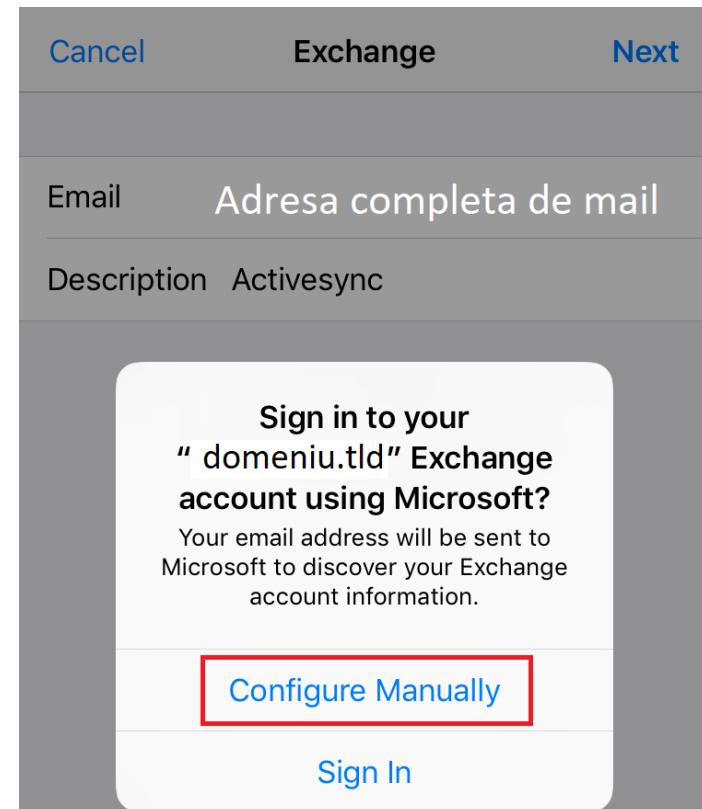 Cancel Exchange Next
Email Adresa completa de mail
Description Activesync
Sign in to your
“ domeniu.tld” Exchange
account using Microsoft?
Your email address will be sent to
Microsoft to discover your Exchange
account information.
Configure Manually
Sign In